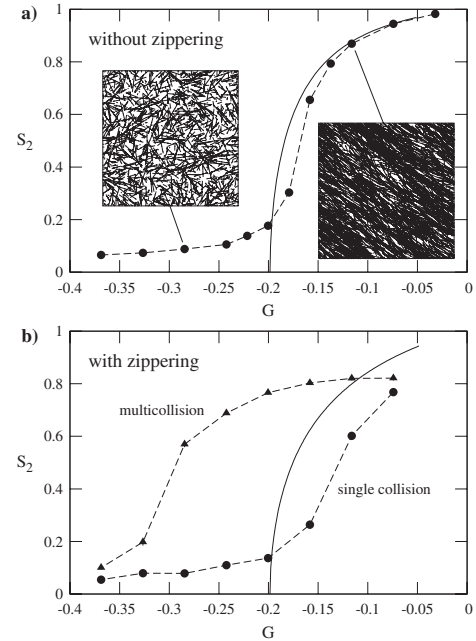 a)
without zippering
S2
1
0.8
0.6
0.4
0.2
0
-0.4 -0.35 -0.3 -0.25 -0.2 -0.15 -0.1 -0.05 0
G
b)
with zippering
multicollision
single collision
S2
1
0.8
0.6
0.4
0.2
0
-0.4 -0.35 -0.3 -0.25 -0.2 -0.15 -0.1 -0.05 0
G